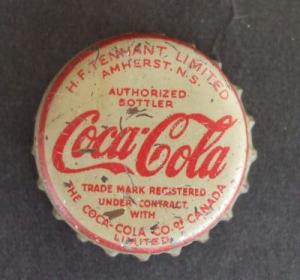 H.F. TENNANT, LIMITED
AMHERST, N.S.
AUTHORIZED
BOTTLER
Coca-Cola
TRADE MARK REGISTERED
UNDER CONTRACT
WITH
THE COCA-COLA CO. OF CANADA
LIMITED